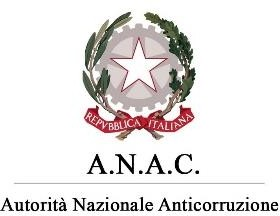 REPVBBLICA ITALIANA
A.N.A.C.
Autorità Nazionale Anticorruzione